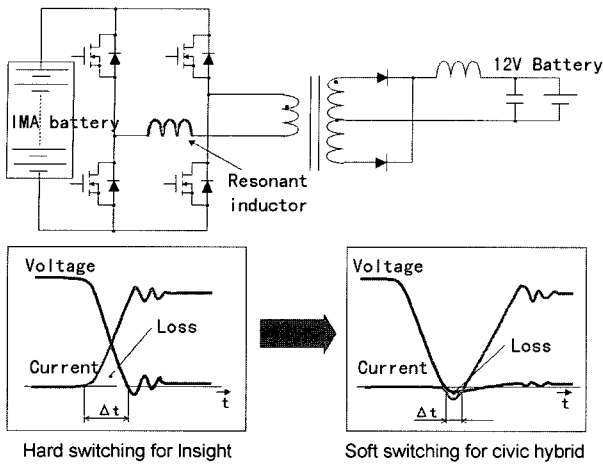 12V Battery
IMA battery
Resonant
inductor
Voltage
Loss
Current
Δt
t
Voltage
Loss
Current
Δt
t
Hard switching for Insight
Soft switching for civic hybrid